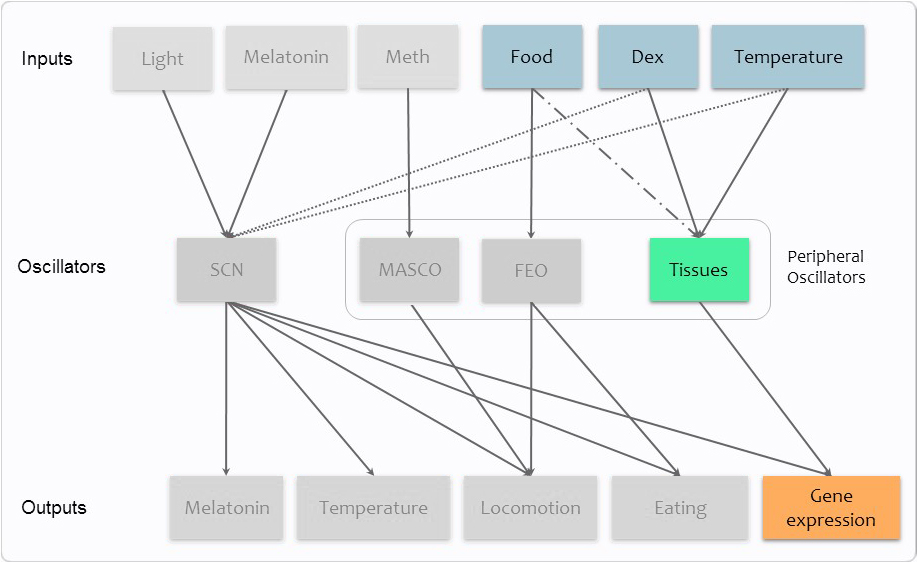 Inputs
Light
Melatonin
Meth
Food
Dex
Temperature
Oscillators
SCN
MASCO
FEO
Tissues
Peripheral
Oscillators
Outputs
Melatonin
Temperature
Locomotion
Eating
Gene
expression